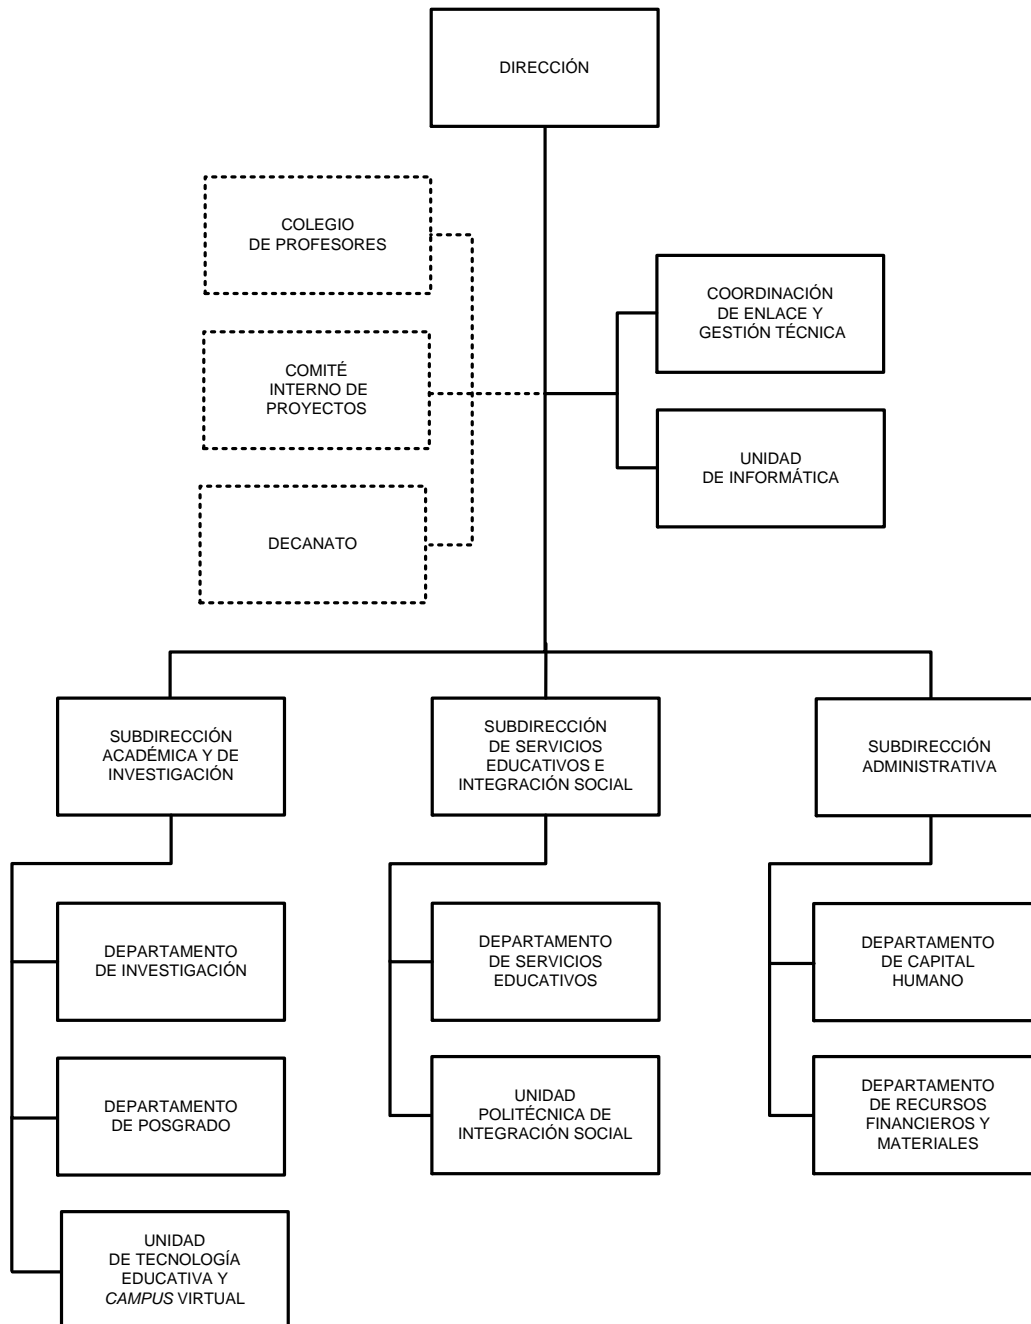 DIRECCIÓN
COLEGIO
DE PROFESORES
COORDINACIÓN
DE ENLACE Y
GESTIÓN TÉCNICA
COMITÉ
INTERNO DE
PROYECTOS
UNIDAD
DE INFORMÁTICA
DECANATO
SUBDIRECCIÓN
ACADÉMICA Y DE
INVESTIGACIÓN
SUBDIRECCIÓN
DE SERVICIOS
EDUCATIVOS E
INTEGRACIÓN SOCIAL
SUBDIRECCIÓN
ADMINISTRATIVA
DEPARTAMENTO
DE INVESTIGACIÓN
DEPARTAMENTO
DE SERVICIOS
EDUCATIVOS
DEPARTAMENTO
DE CAPITAL
HUMANO
DEPARTAMENTO
DE POSGRADO
UNIDAD
POLITÉCNICA DE
INTEGRACIÓN SOCIAL
DEPARTAMENTO
DE RECURSOS
FINANCIEROS Y
MATERIALES
UNIDAD
DE TECNOLOGÍA
EDUCATIVA Y
CAMPUS VIRTUAL